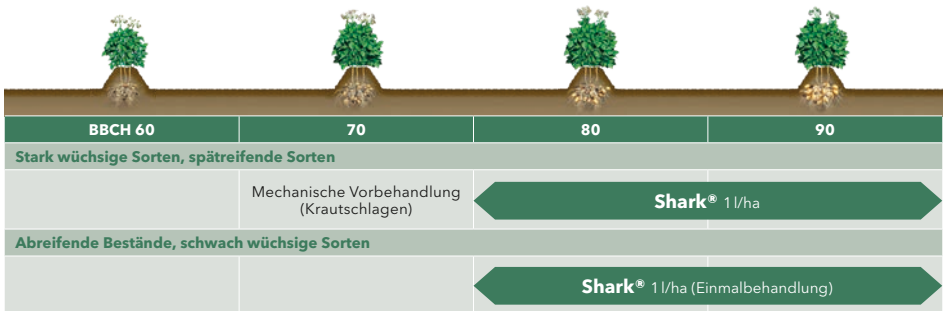 BBCH 60 70 80 90
Stark wüchsige Sorten, spätreifende Sorten
Mechanische Vorbehandlung
(Krautschlagen)
Shark® 1 l/ha
Abreifende Bestände, schwach wüchsige Sorten
Shark® 1 l/ha (Einmalbehandlung)